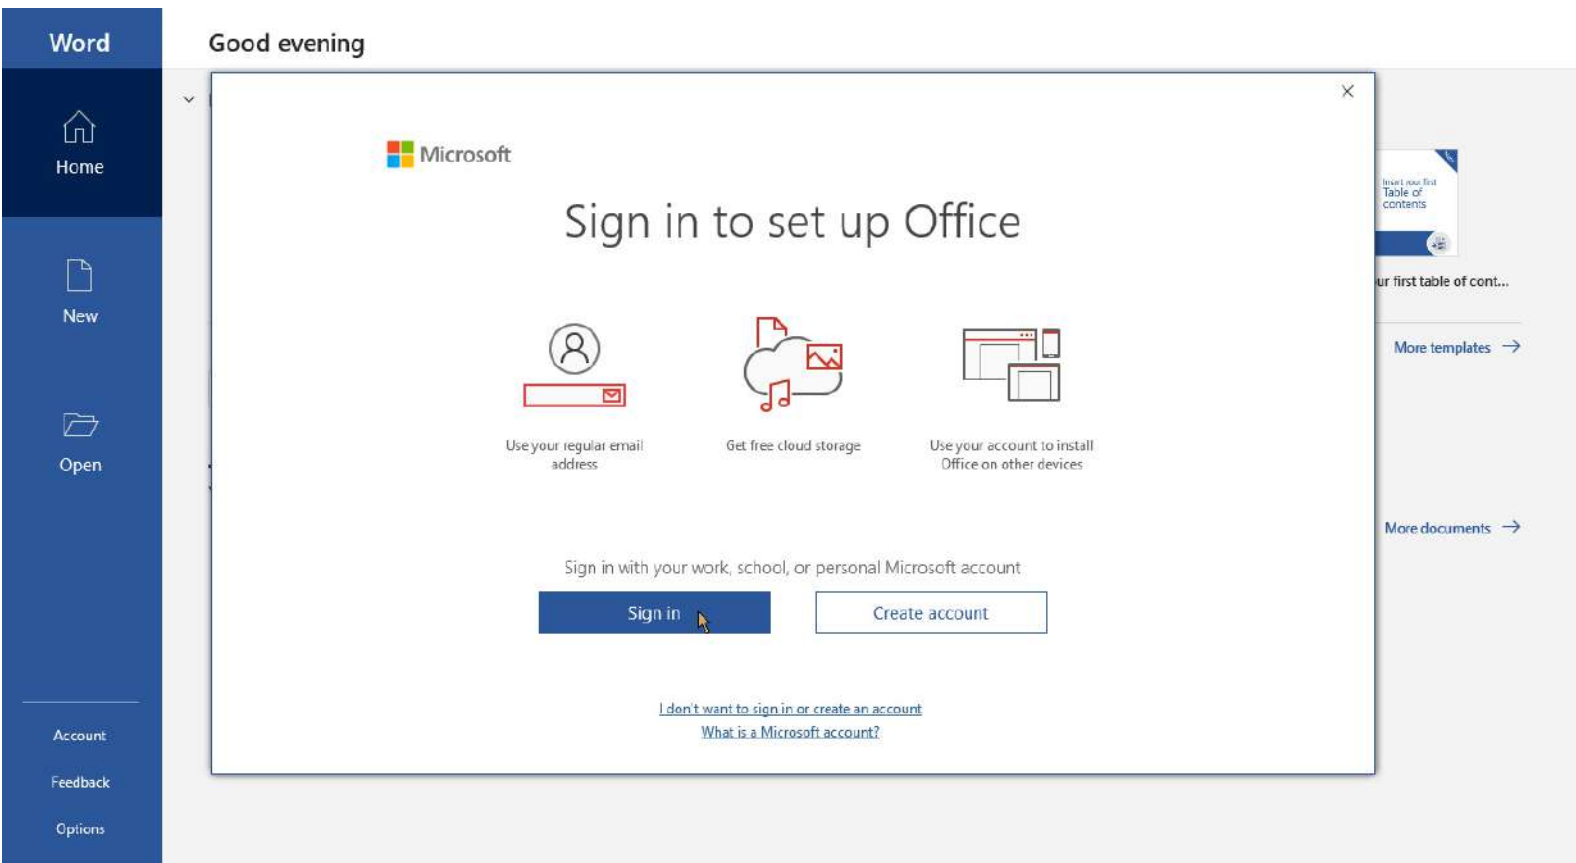 Word
Good evening
Home
New
Open
Account
Feedback
Options
Microsoft
Sign in to set up Office
Use your regular email
address
Get free cloud storage
Use your account to install
Office on other devices
Sign in with your work, school, or personal Microsoft account
Sign in
Create account
I don't want to sign in or create an account
What is a Microsoft account?
Insert your first
Table of
contents
ur first table of cont...
More templates
More documents